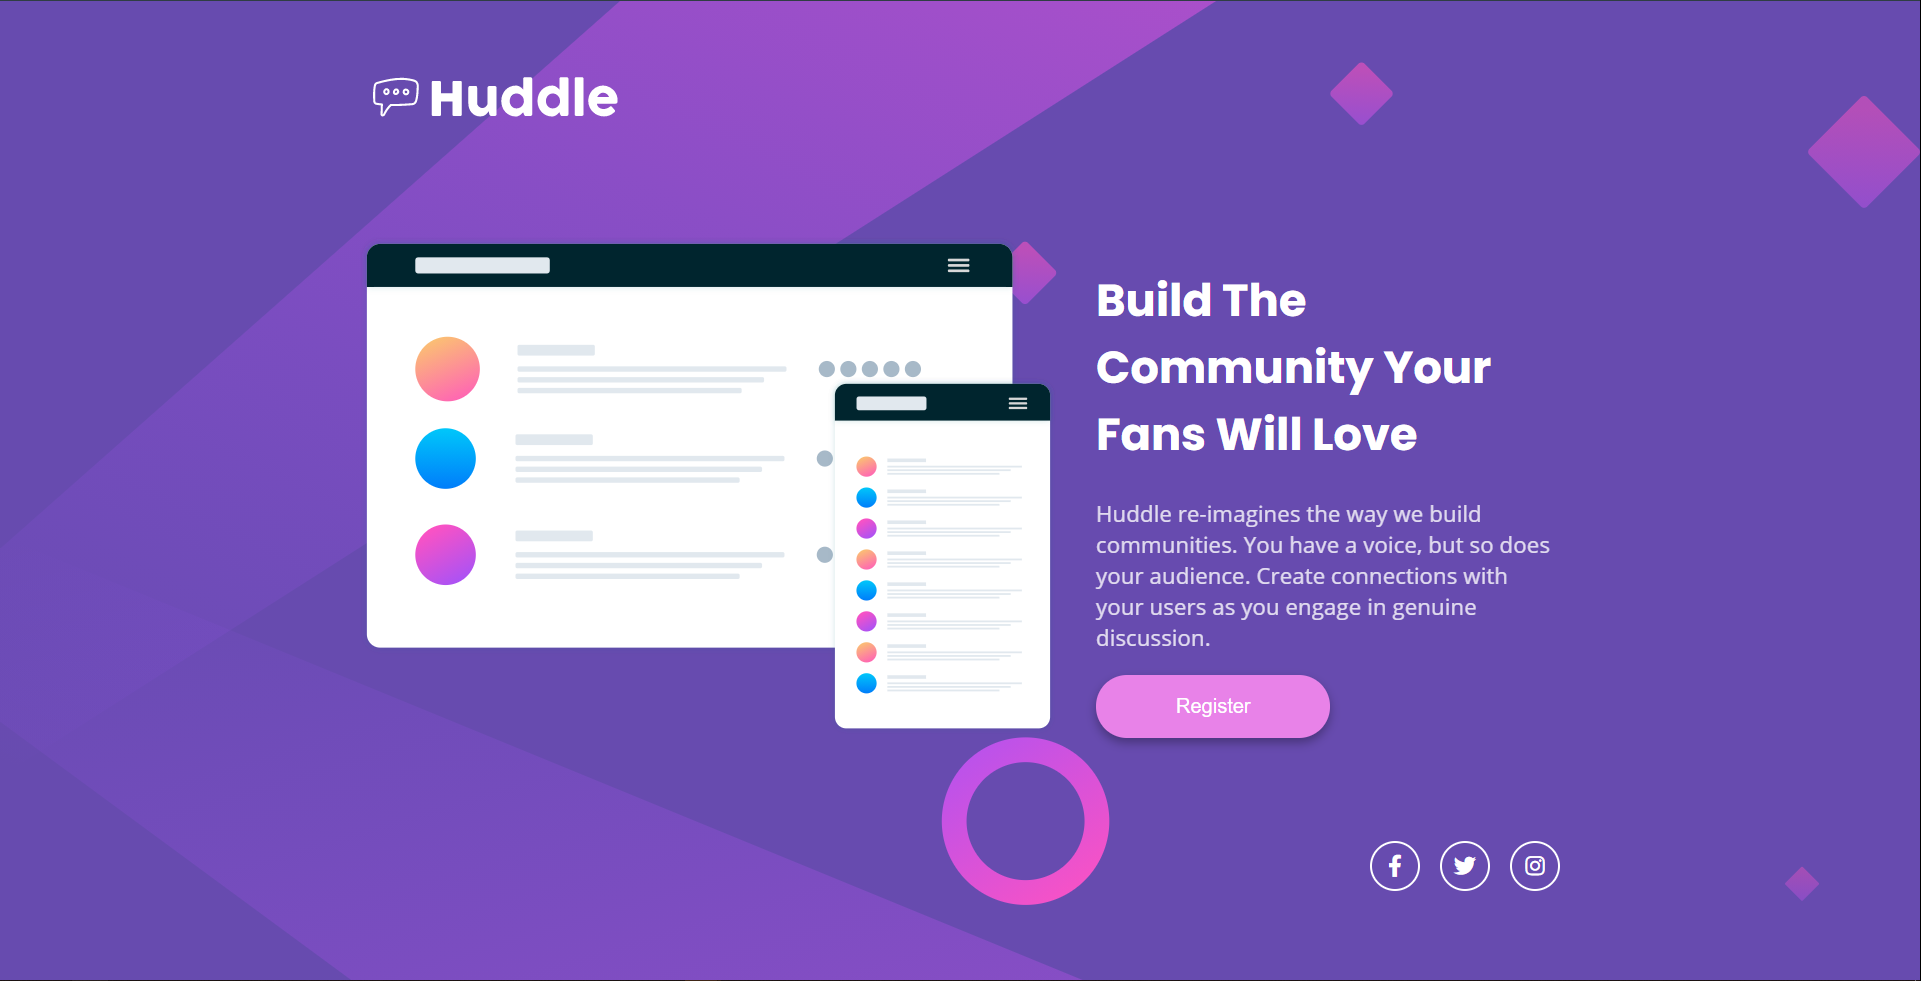 Huddle
Build The
Community Your
Fans Will Love
Huddle re-imagines the way we build
communities. You have a voice, but so does
your audience. Create connections with
your users as you engage in genuine
discussion.
Register